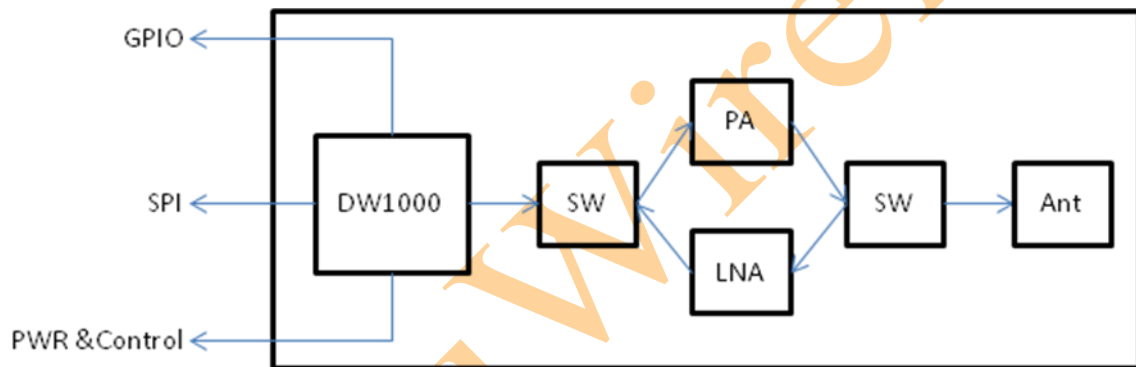 GPIO
PA
SPI
DW1000
SW
SW
Ant
LNA
PWR &Control